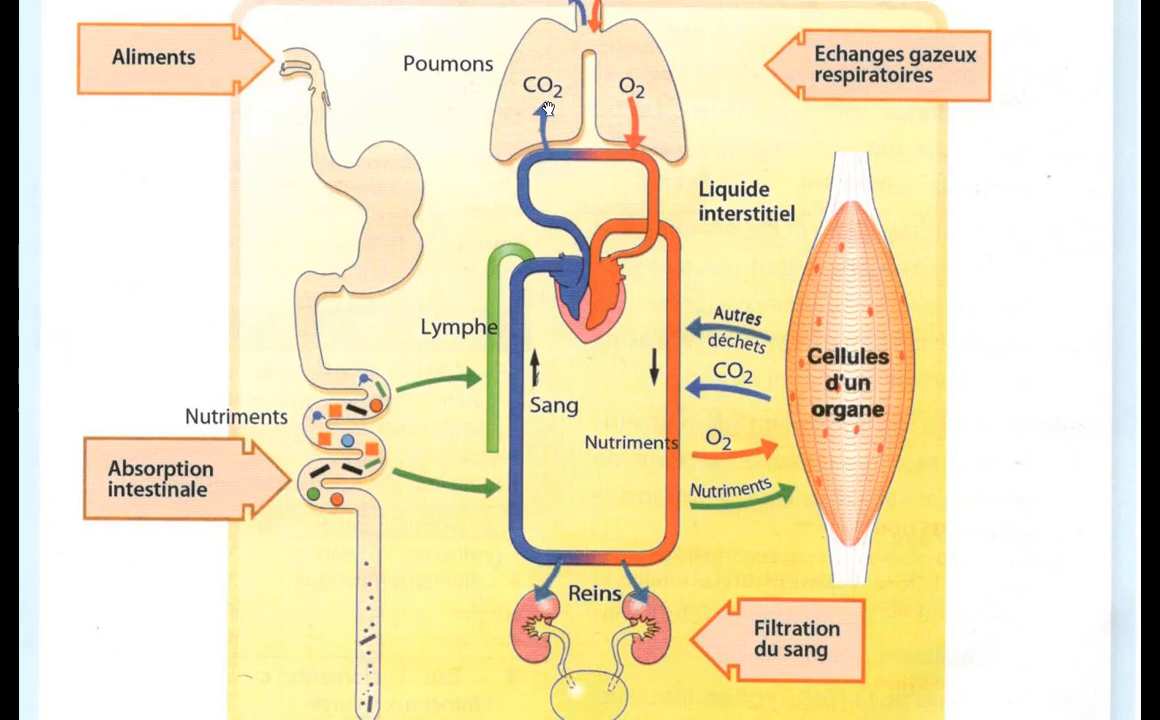 Aliments
Poumons
Echanges gazeux
respiratoires
CO2
O2
Liquide
interstitiel
Lymphe
Autres
déchets
CO2
Cellules
d'un
organe
Sang
Nutriments
Nutriments
O2
Nutriments
Absorption
intestinale
Reins
Filtration
du sang